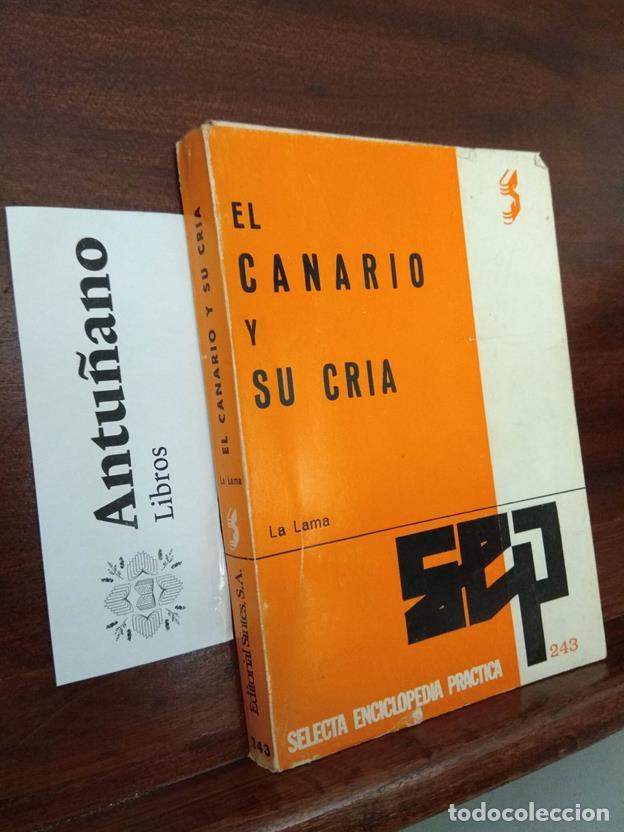 Antuñano
Libros
EL CANARIO Y SU CRIA
La Lama
Editorial Sintes, S.A.
243
EL
CANARIO
Y
SU CRIA
La Lama
sep
243
SELECTA ENCICLOPEDIA PRACTICA
todocoleccion